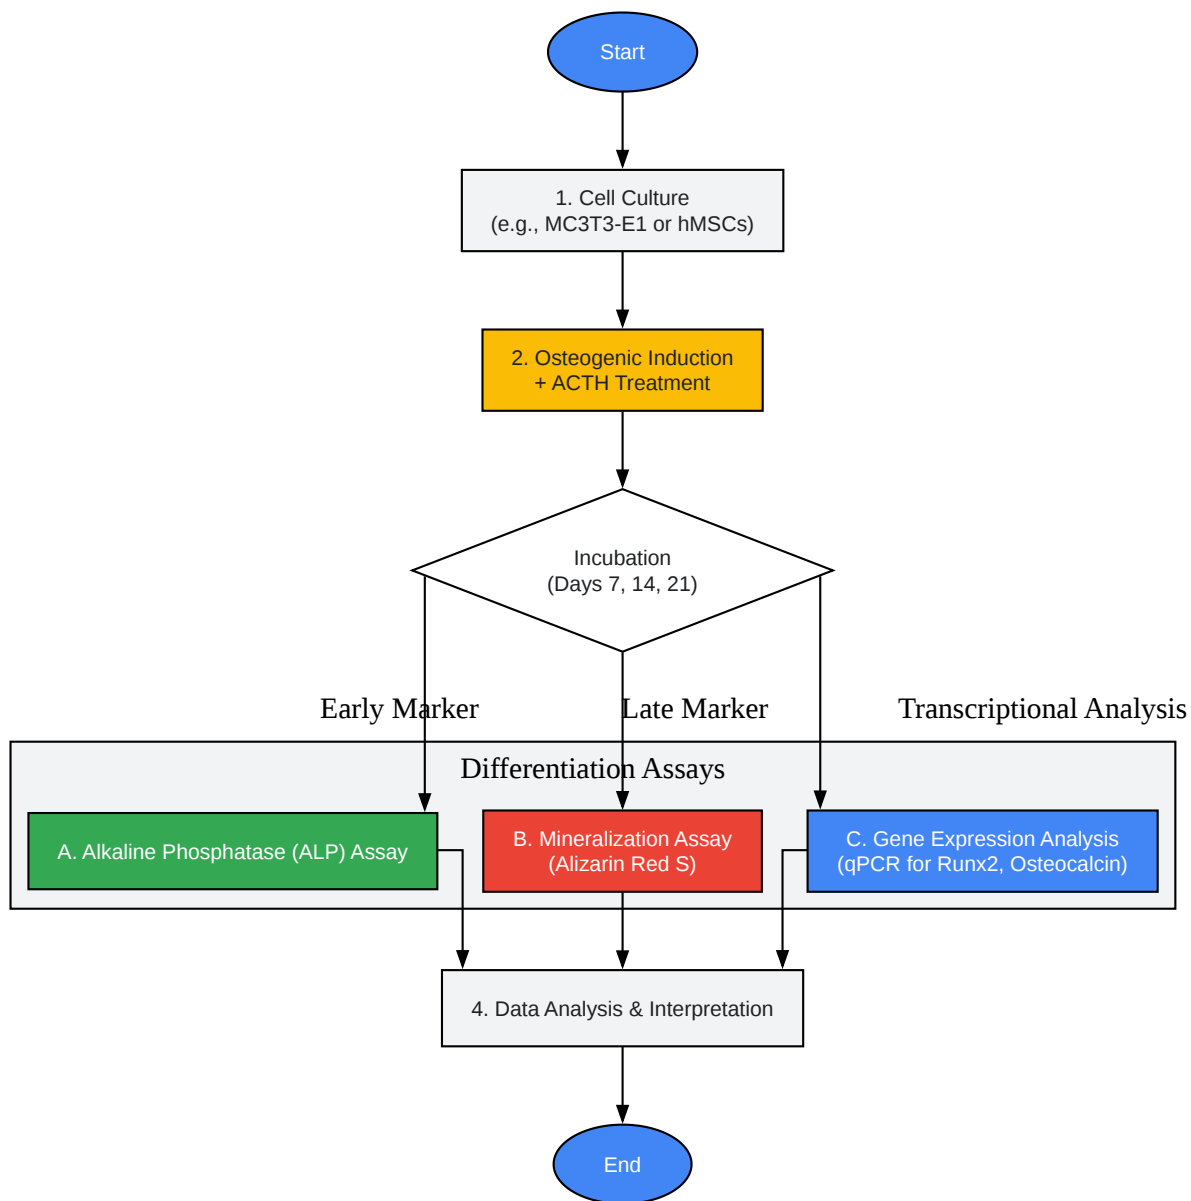 Start
1. Cell Culture
(e.g., MC3T3-E1 or hMSCs)
2. Osteogenic Induction
+ ACTH Treatment
Incubation
(Days 7, 14, 21)
Early Marker
Late Marker
Transcriptional Analysis
Differentiation Assays
A. Alkaline Phosphatase (ALP) Assay
B. Mineralization Assay
(Alizarin Red S)
C. Gene Expression Analysis
(qPCR for Runx2, Osteocalcin)
4. Data Analysis & Interpretation
End